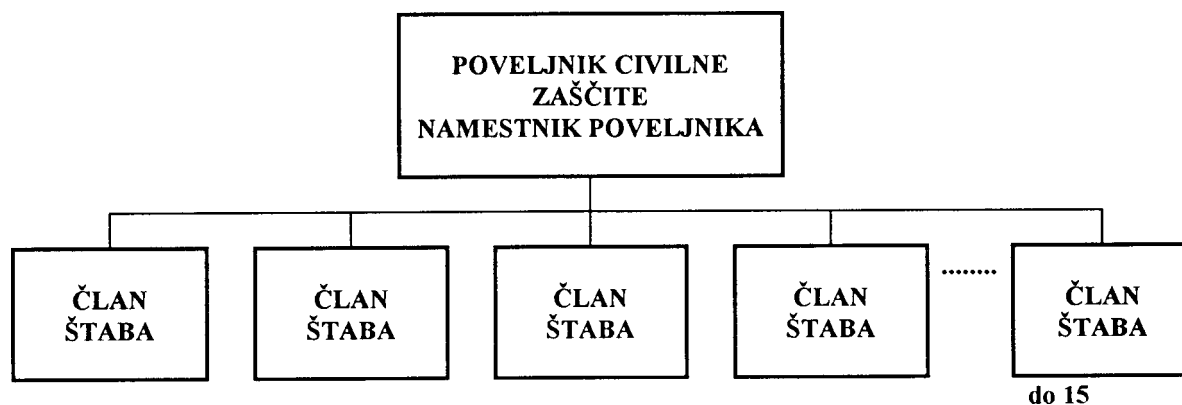 POVELJNIK CIVILNE
ZAŠČITE
NAMESTNIK POVELJNIKA
ČLAN
ŠTABA
ČLAN
ŠTABA
ČLAN
ŠTABA
ČLAN
ŠTABA
........
ČLAN
ŠTABA
do 15